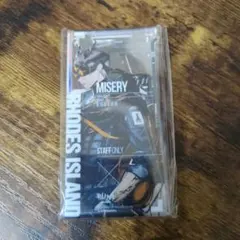 MISERY
RHODES ISLAND
STAFF ONLY